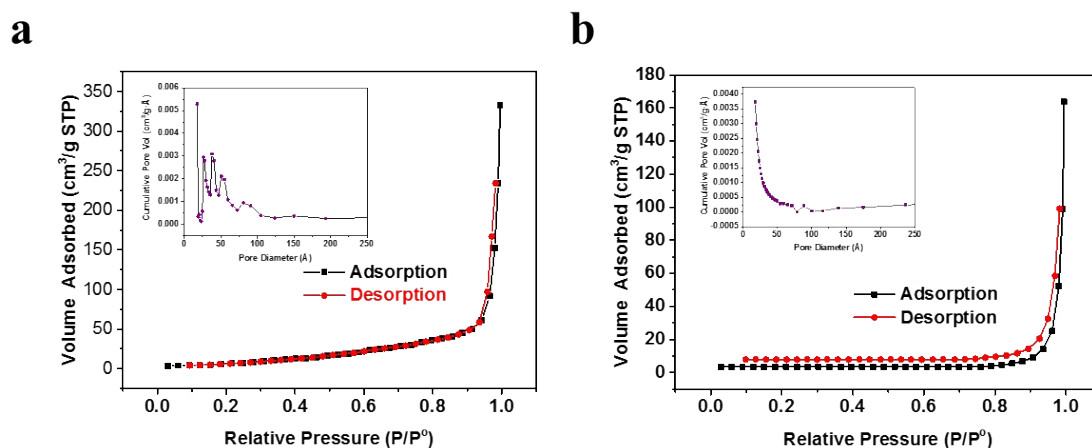 a
Volume Adsorbed (cm³/g STP)
350
300
250
200
150
100
50
0
0.0 0.2 0.4 0.6 0.8 1.0
Relative Pressure (P/P⁰)
Adsorption
Desorption
Cumulative Pore Vol (cm³/g·Å)
0.006
0.005
0.004
0.003
0.002
0.001
0.000
0 50 100 150 200 250
Pore Diameter (Å)
b
Volume Adsorbed (cm³/g STP)
180
160
140
120
100
80
60
40
20
0
0.0 0.2 0.4 0.6 0.8 1.0
Relative Pressure (P/P⁰)
Adsorption
Desorption
Cumulative Pore Vol (cm³/g·Å)
0.0040
0.0035
0.0030
0.0025
0.0020
0.0015
0.0010
0.0005
0.0000
-0.0005
0 50 100 150 200 250
Pore Diameter (Å)